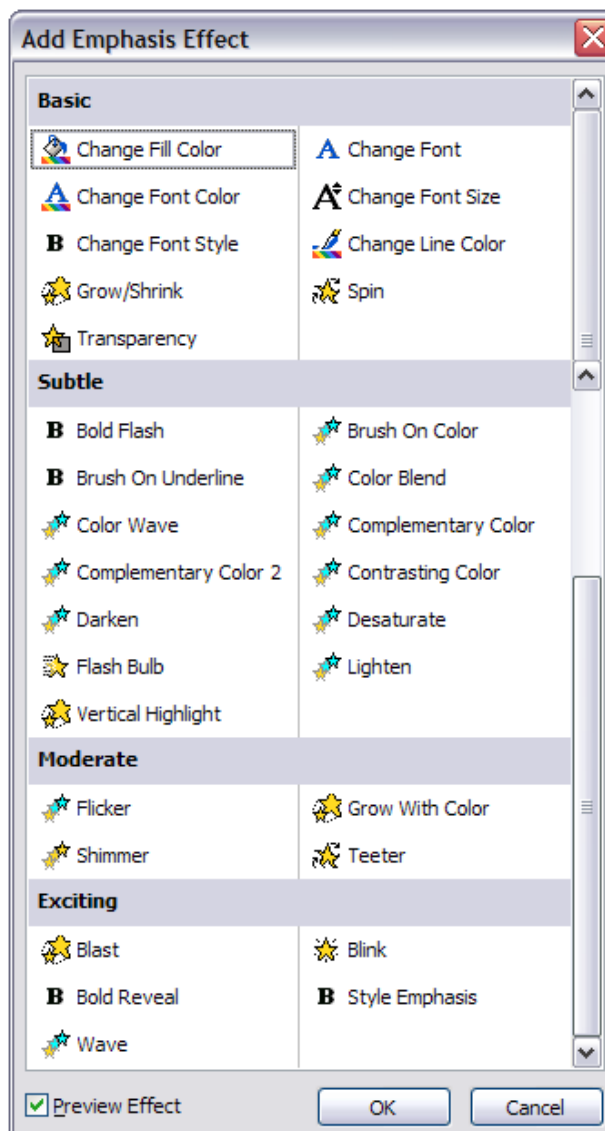 Add Emphasis Effect
Basic
Change Fill Color
Change Font
Change Font Color
Change Font Size
Change Font Style
Change Line Color
Grow/Shrink
Spin
Transparency
Subtle
Bold Flash
Brush On Color
Brush On Underline
Color Blend
Color Wave
Complementary Color
Complementary Color 2
Contrasting Color
Darken
Desaturate
Flash Bulb
Lighten
Vertical Highlight
Moderate
Flicker
Grow With Color
Shimmer
Teeter
Exciting
Blast
Blink
Bold Reveal
Style Emphasis
Wave
Preview Effect
OK
Cancel